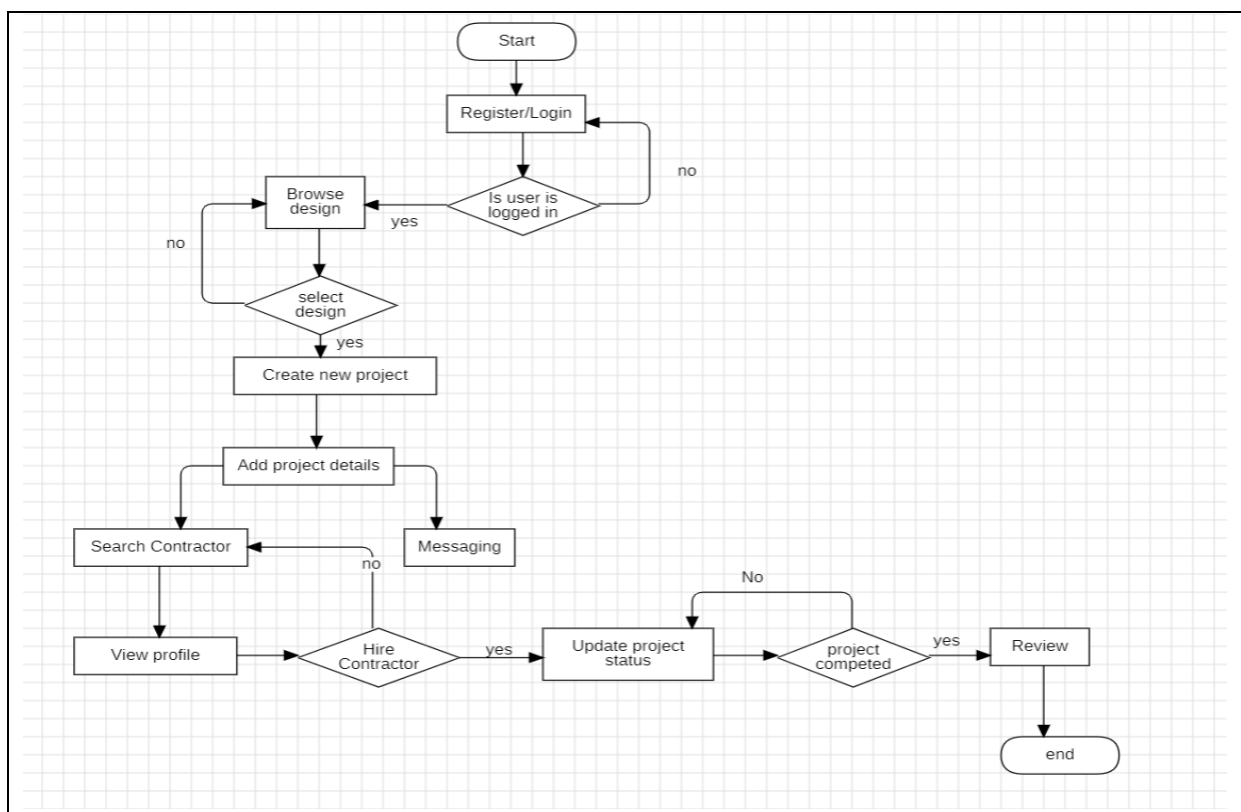 Start
Register/Login
no
Is user is
logged in
yes
Browse
design
no
select
design
yes
Create new project
Add project details
Search Contractor
Messaging
no
View profile
Hire
Contractor
yes
Update project
status
No
project
competed
yes
Review
end